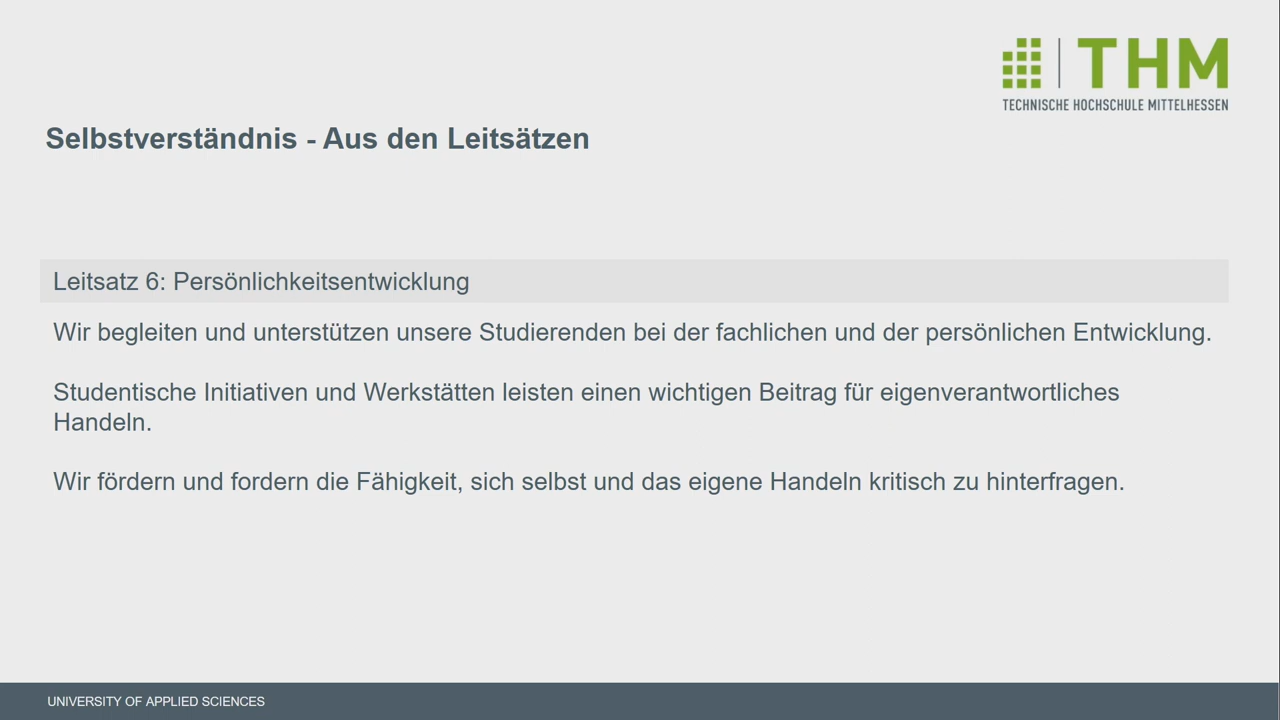 THM
TECHNISCHE HOCHSCHULE MITTELHESSEN
Selbstverständnis - Aus den Leitsätzen
Leitsatz 6: Persönlichkeitsentwicklung
Wir begleiten und unterstützen unsere Studierenden bei der fachlichen und der persönlichen Entwicklung.
Studentische Initiativen und Werkstätten leisten einen wichtigen Beitrag für eigenverantwortliches
Handeln.
Wir fördern und fordern die Fähigkeit, sich selbst und das eigene Handeln kritisch zu hinterfragen.
UNIVERSITY OF APPLIED SCIENCES